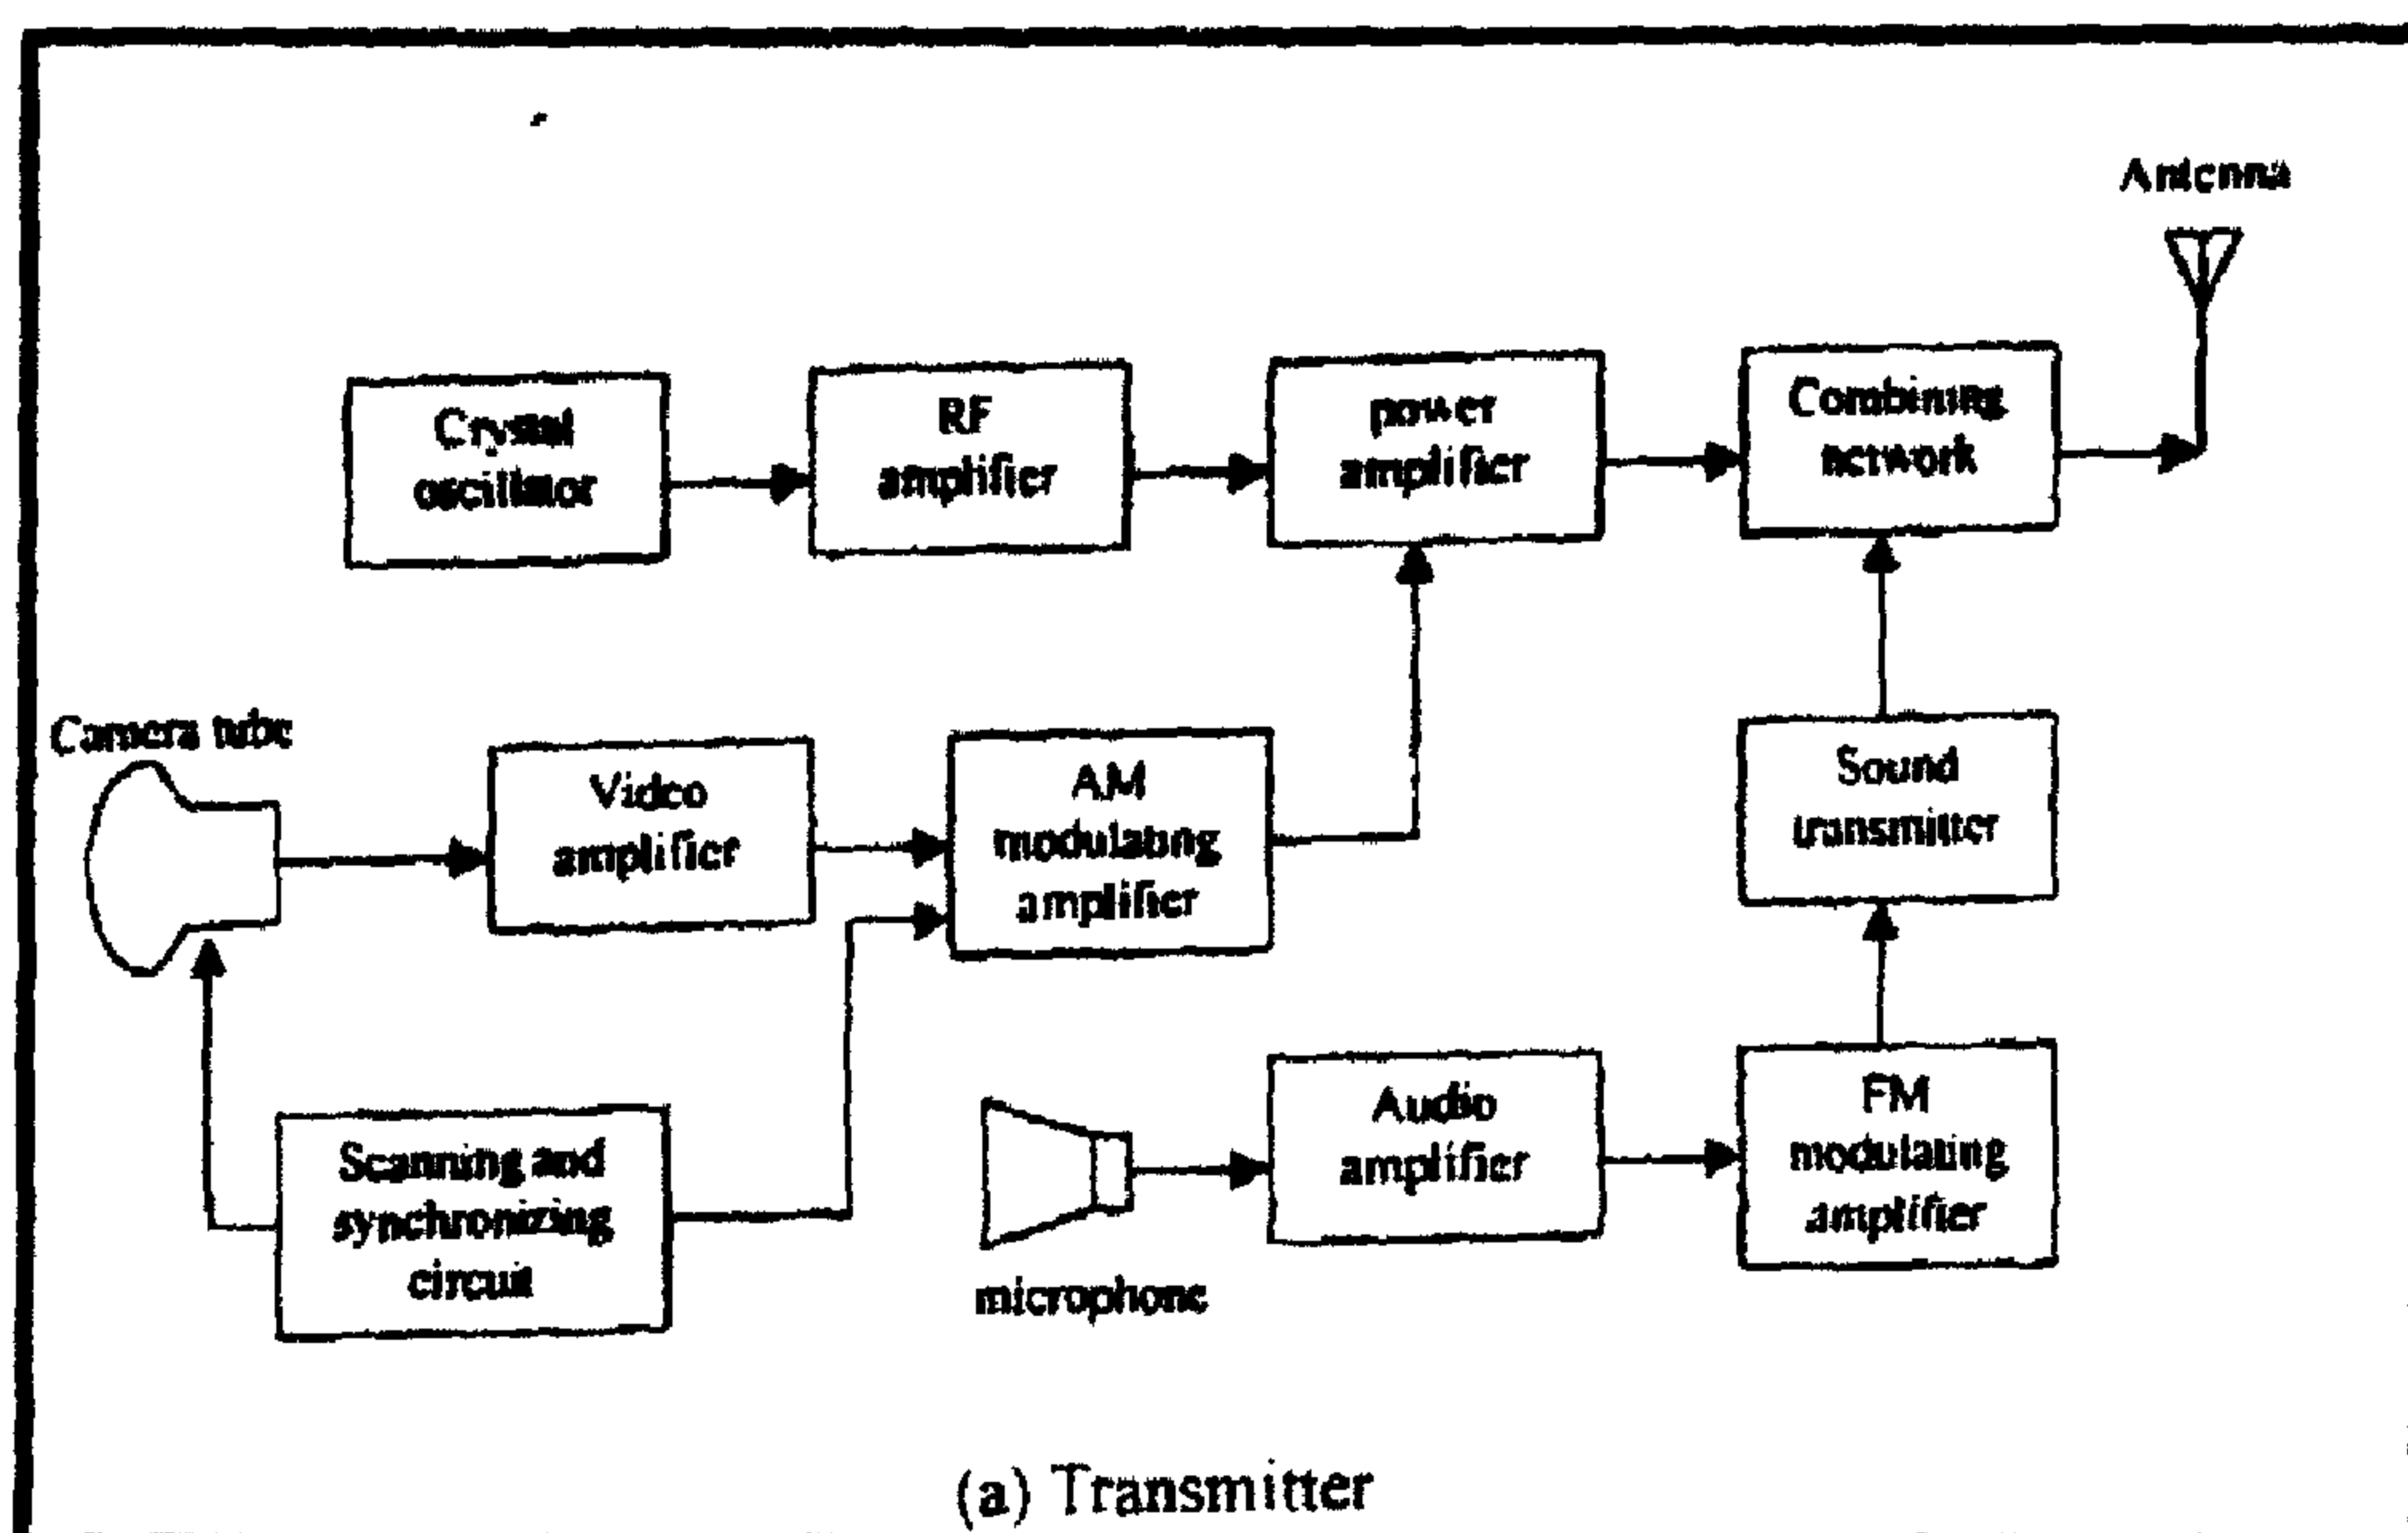 Antenna
Crystal
oscillator
RF
amplifier
power
amplifier
Combining
network
Camera tube
Video
amplifier
AM
modulating
amplifier
Sound
transmitter
Scanning and
synchronizing
circuit
microphone
Audio
amplifier
FM
modulating
amplifier
(a) Transmitter